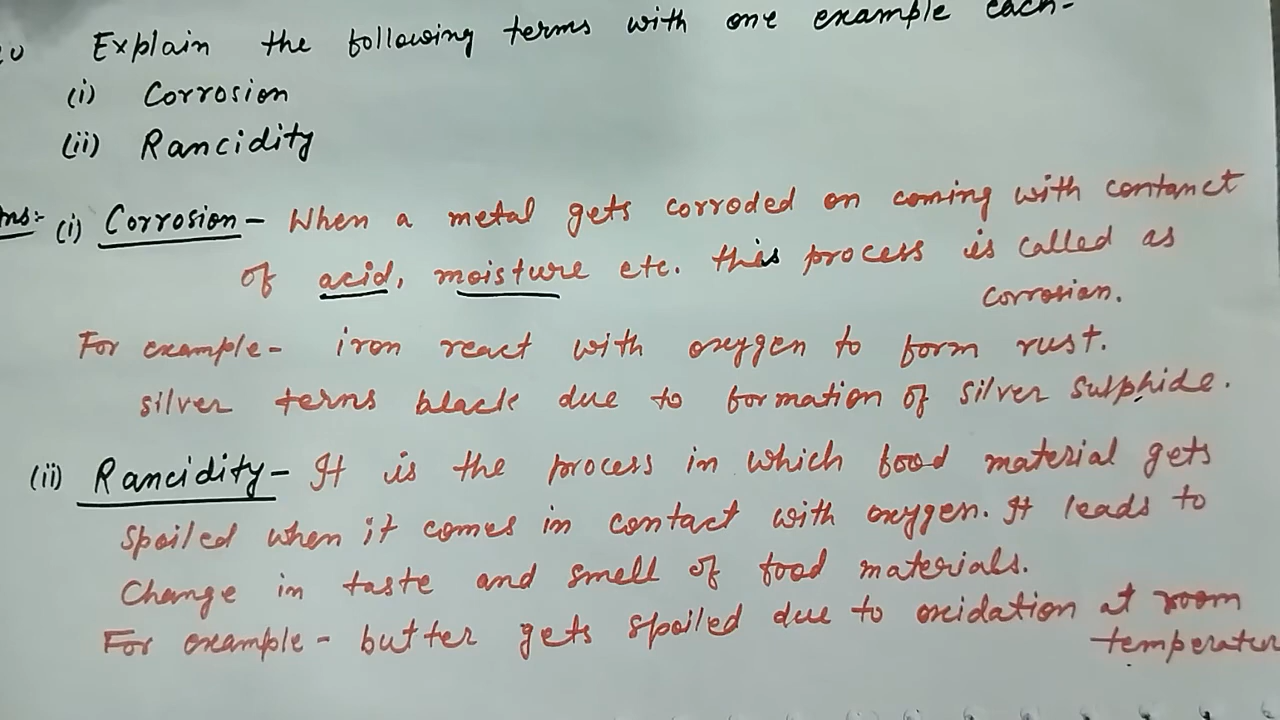 Explain the following terms with one example each-
(i) Corrosion
(ii) Rancidity
ns:- (i) Corrosion - When a metal gets corroded on coming with contanct
of acid, moisture etc. this process is called as
corrosion.
For example- iron react with oxygen to form rust.
silver terns black due to formation of silver sulphide.
(ii) Rancidity - It is the process in which food material gets
spoiled when it comes in contact with oxygen. It leads to
change in taste and smell of food materials.
For example - butter gets spoiled due to oxidation at room
temperatur